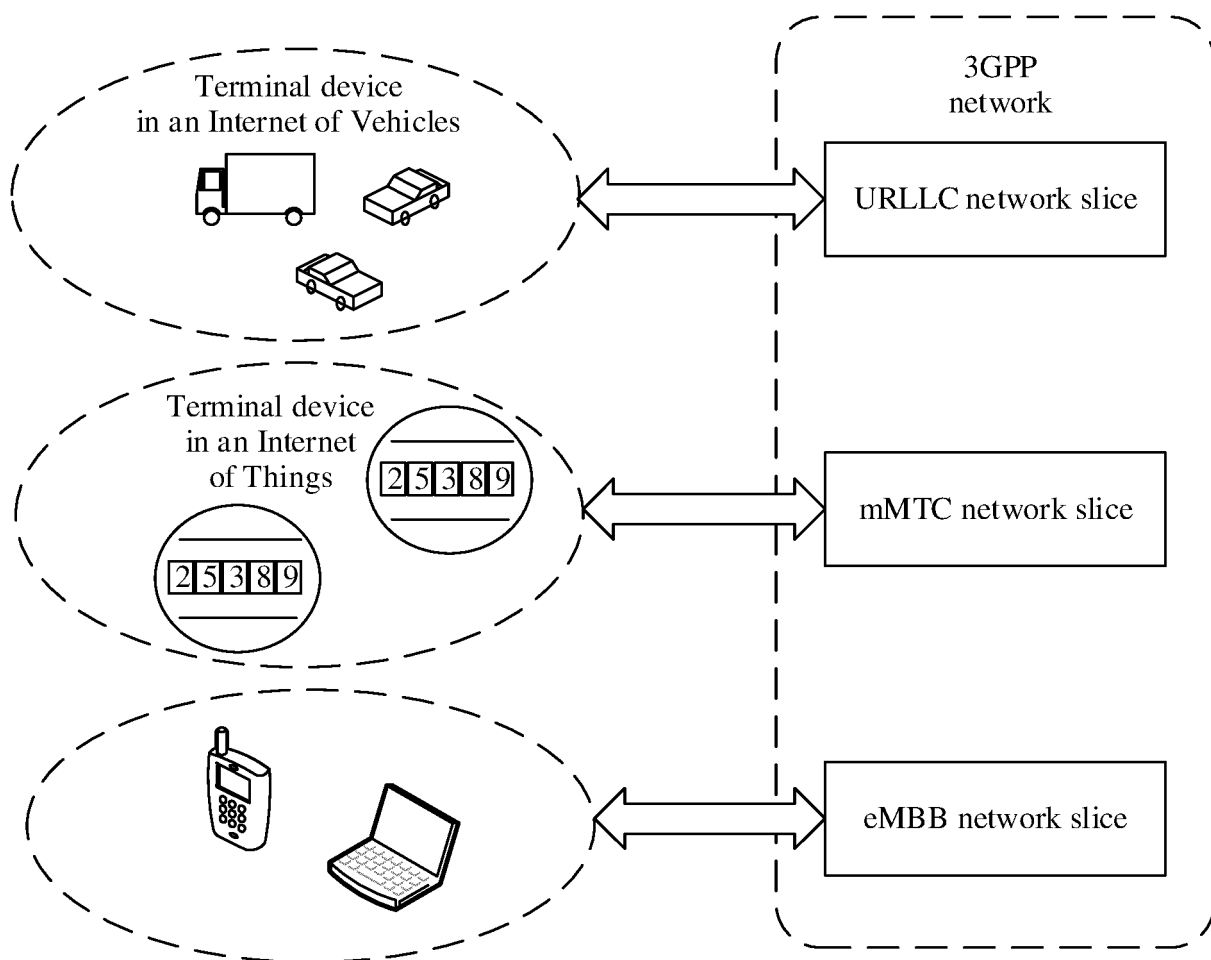 Terminal device
in an Internet of Vehicles
3GPP
network
URLLC network slice
Terminal device
in an Internet
of Things
2 5 3 8 9
2 5 3 8 9
mMTC network slice
eMBB network slice